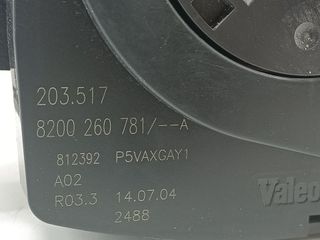 203.517
8200 260 781/--A
812392 P5VAXGAY1
A02
R03.3 14.07.04
2488
Valeo